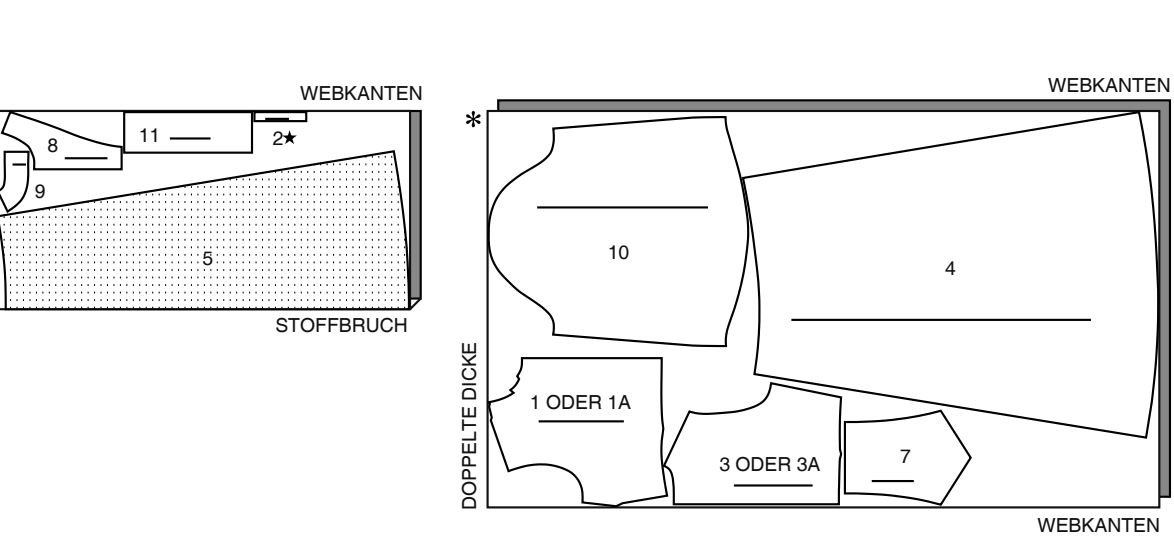 WEBKANTEN
8
11
2★
9
5
STOFFBRUCH
WEBKANTEN
*
10
4
DOPPELTE DICKE
1 ODER 1A
3 ODER 3A
7
WEBKANTEN